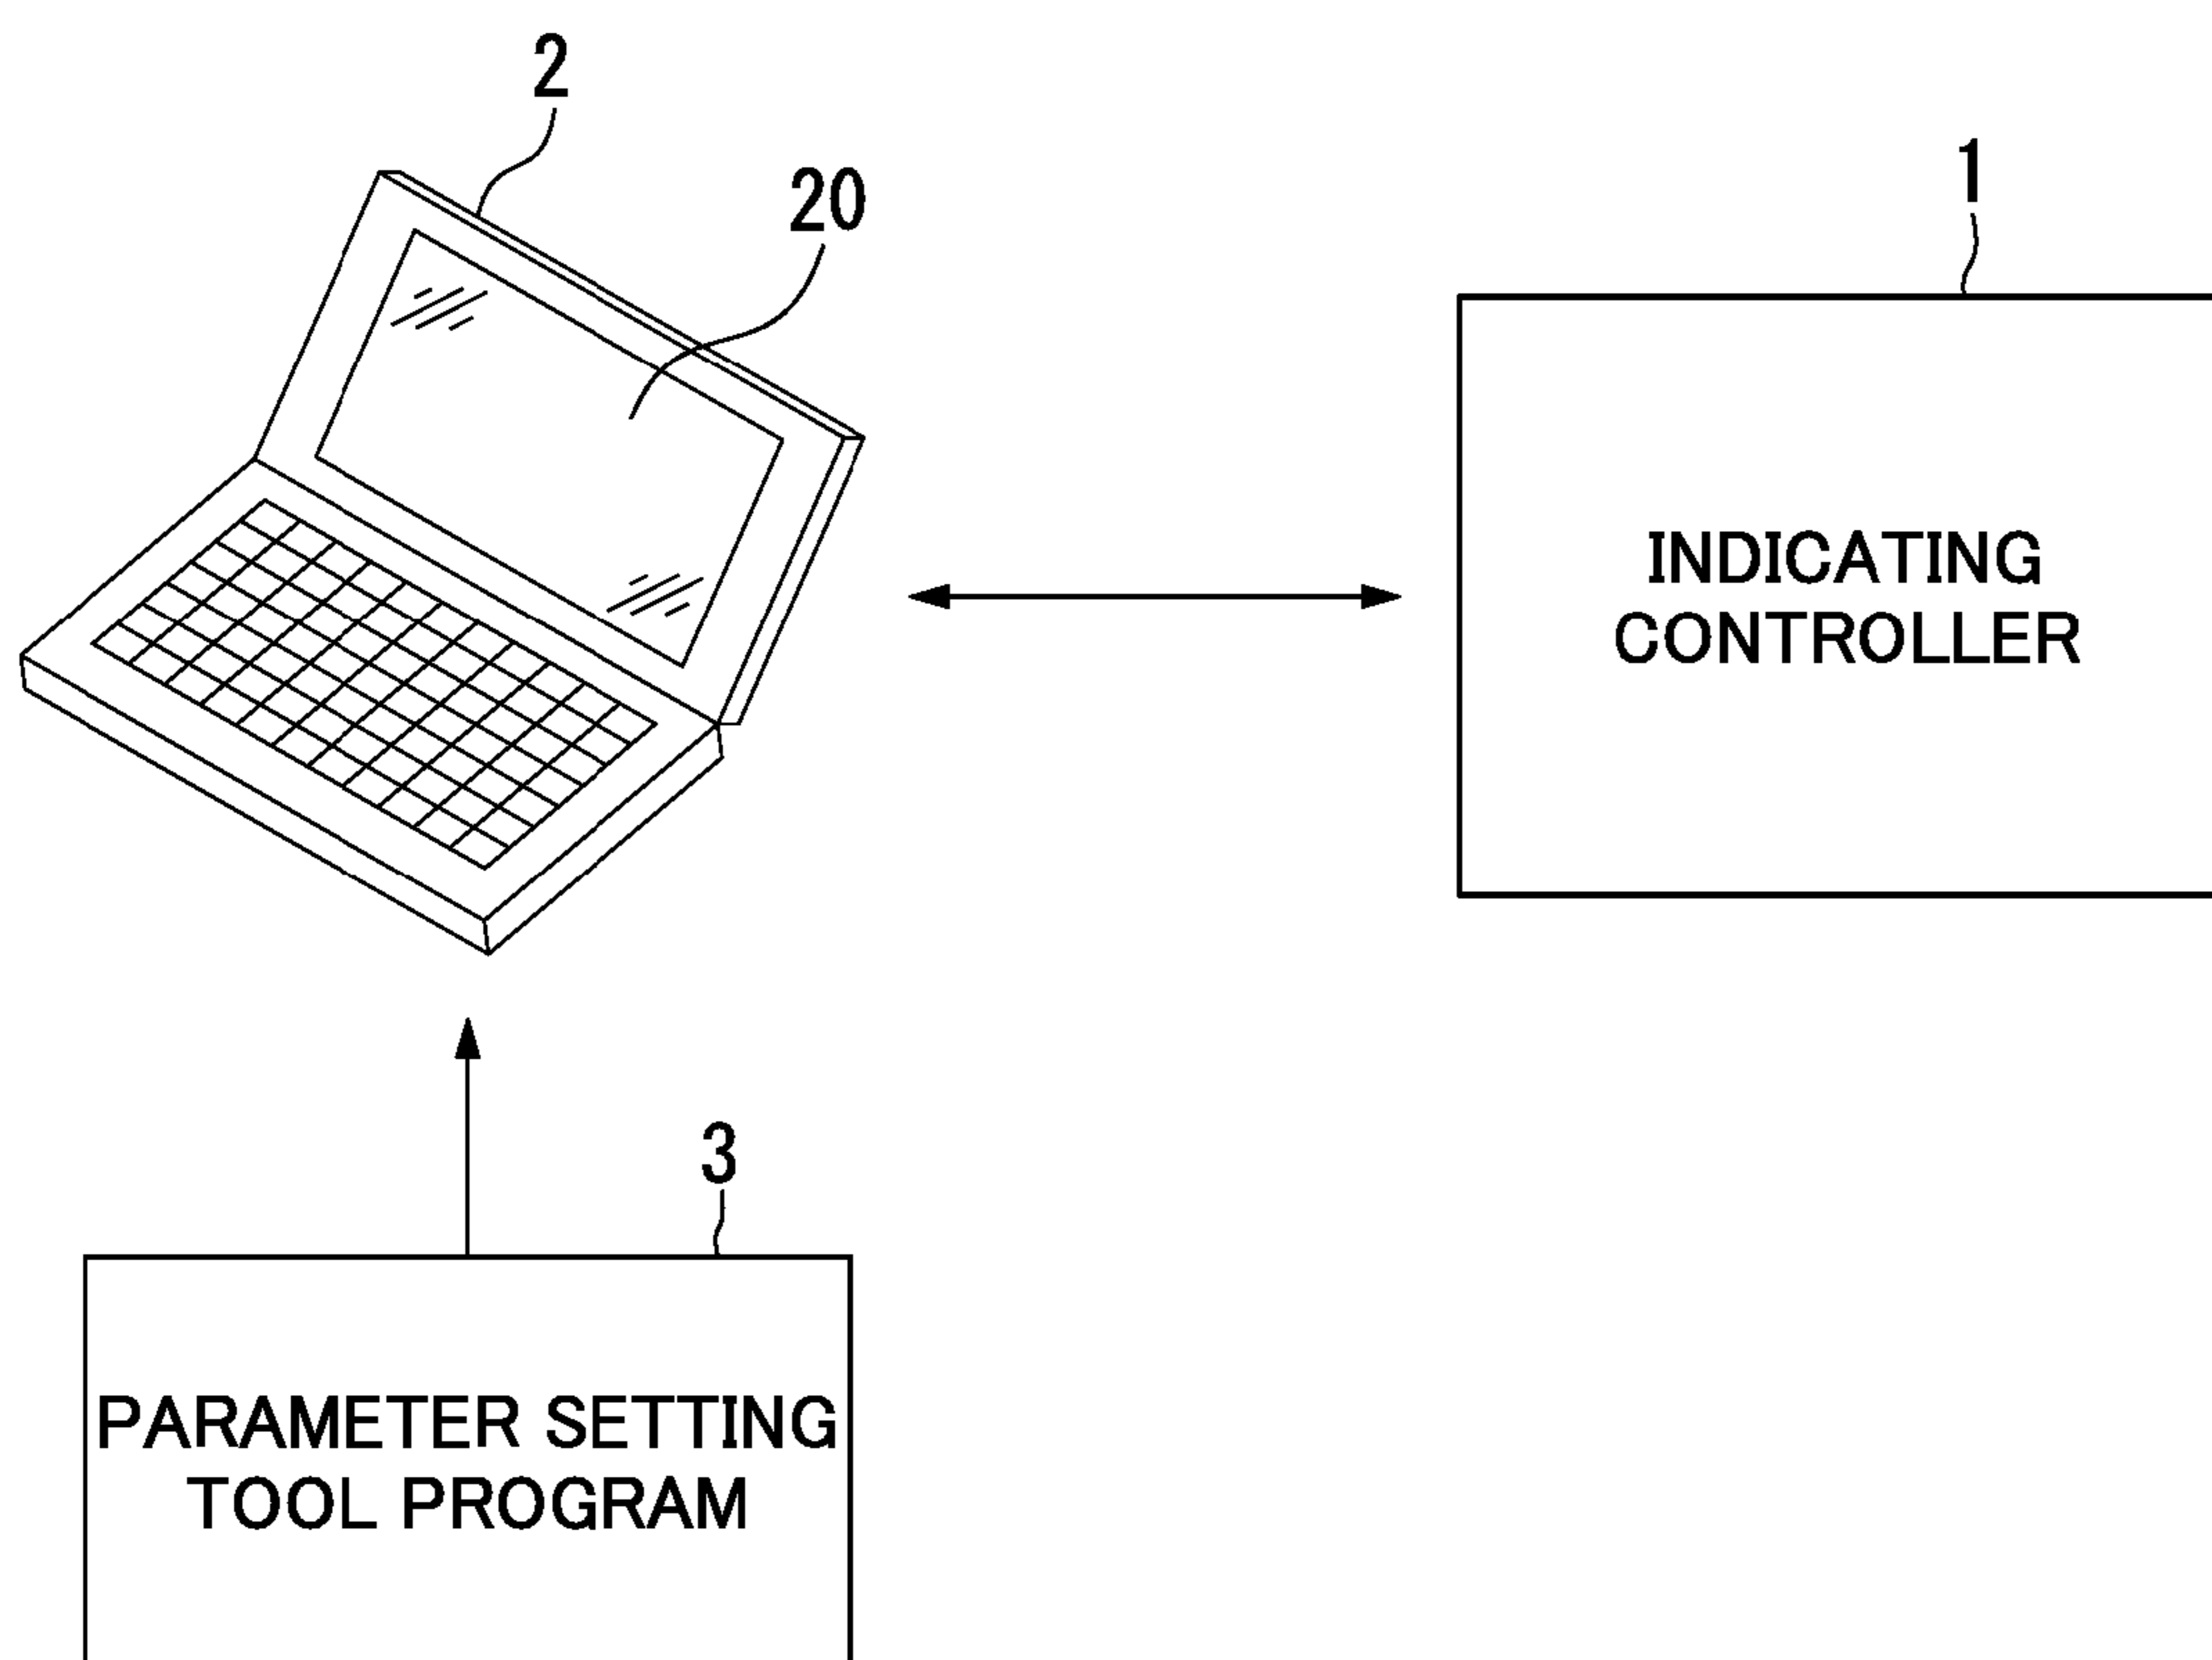 2
20
1
INDICATING
CONTROLLER
3
PARAMETER SETTING
TOOL PROGRAM